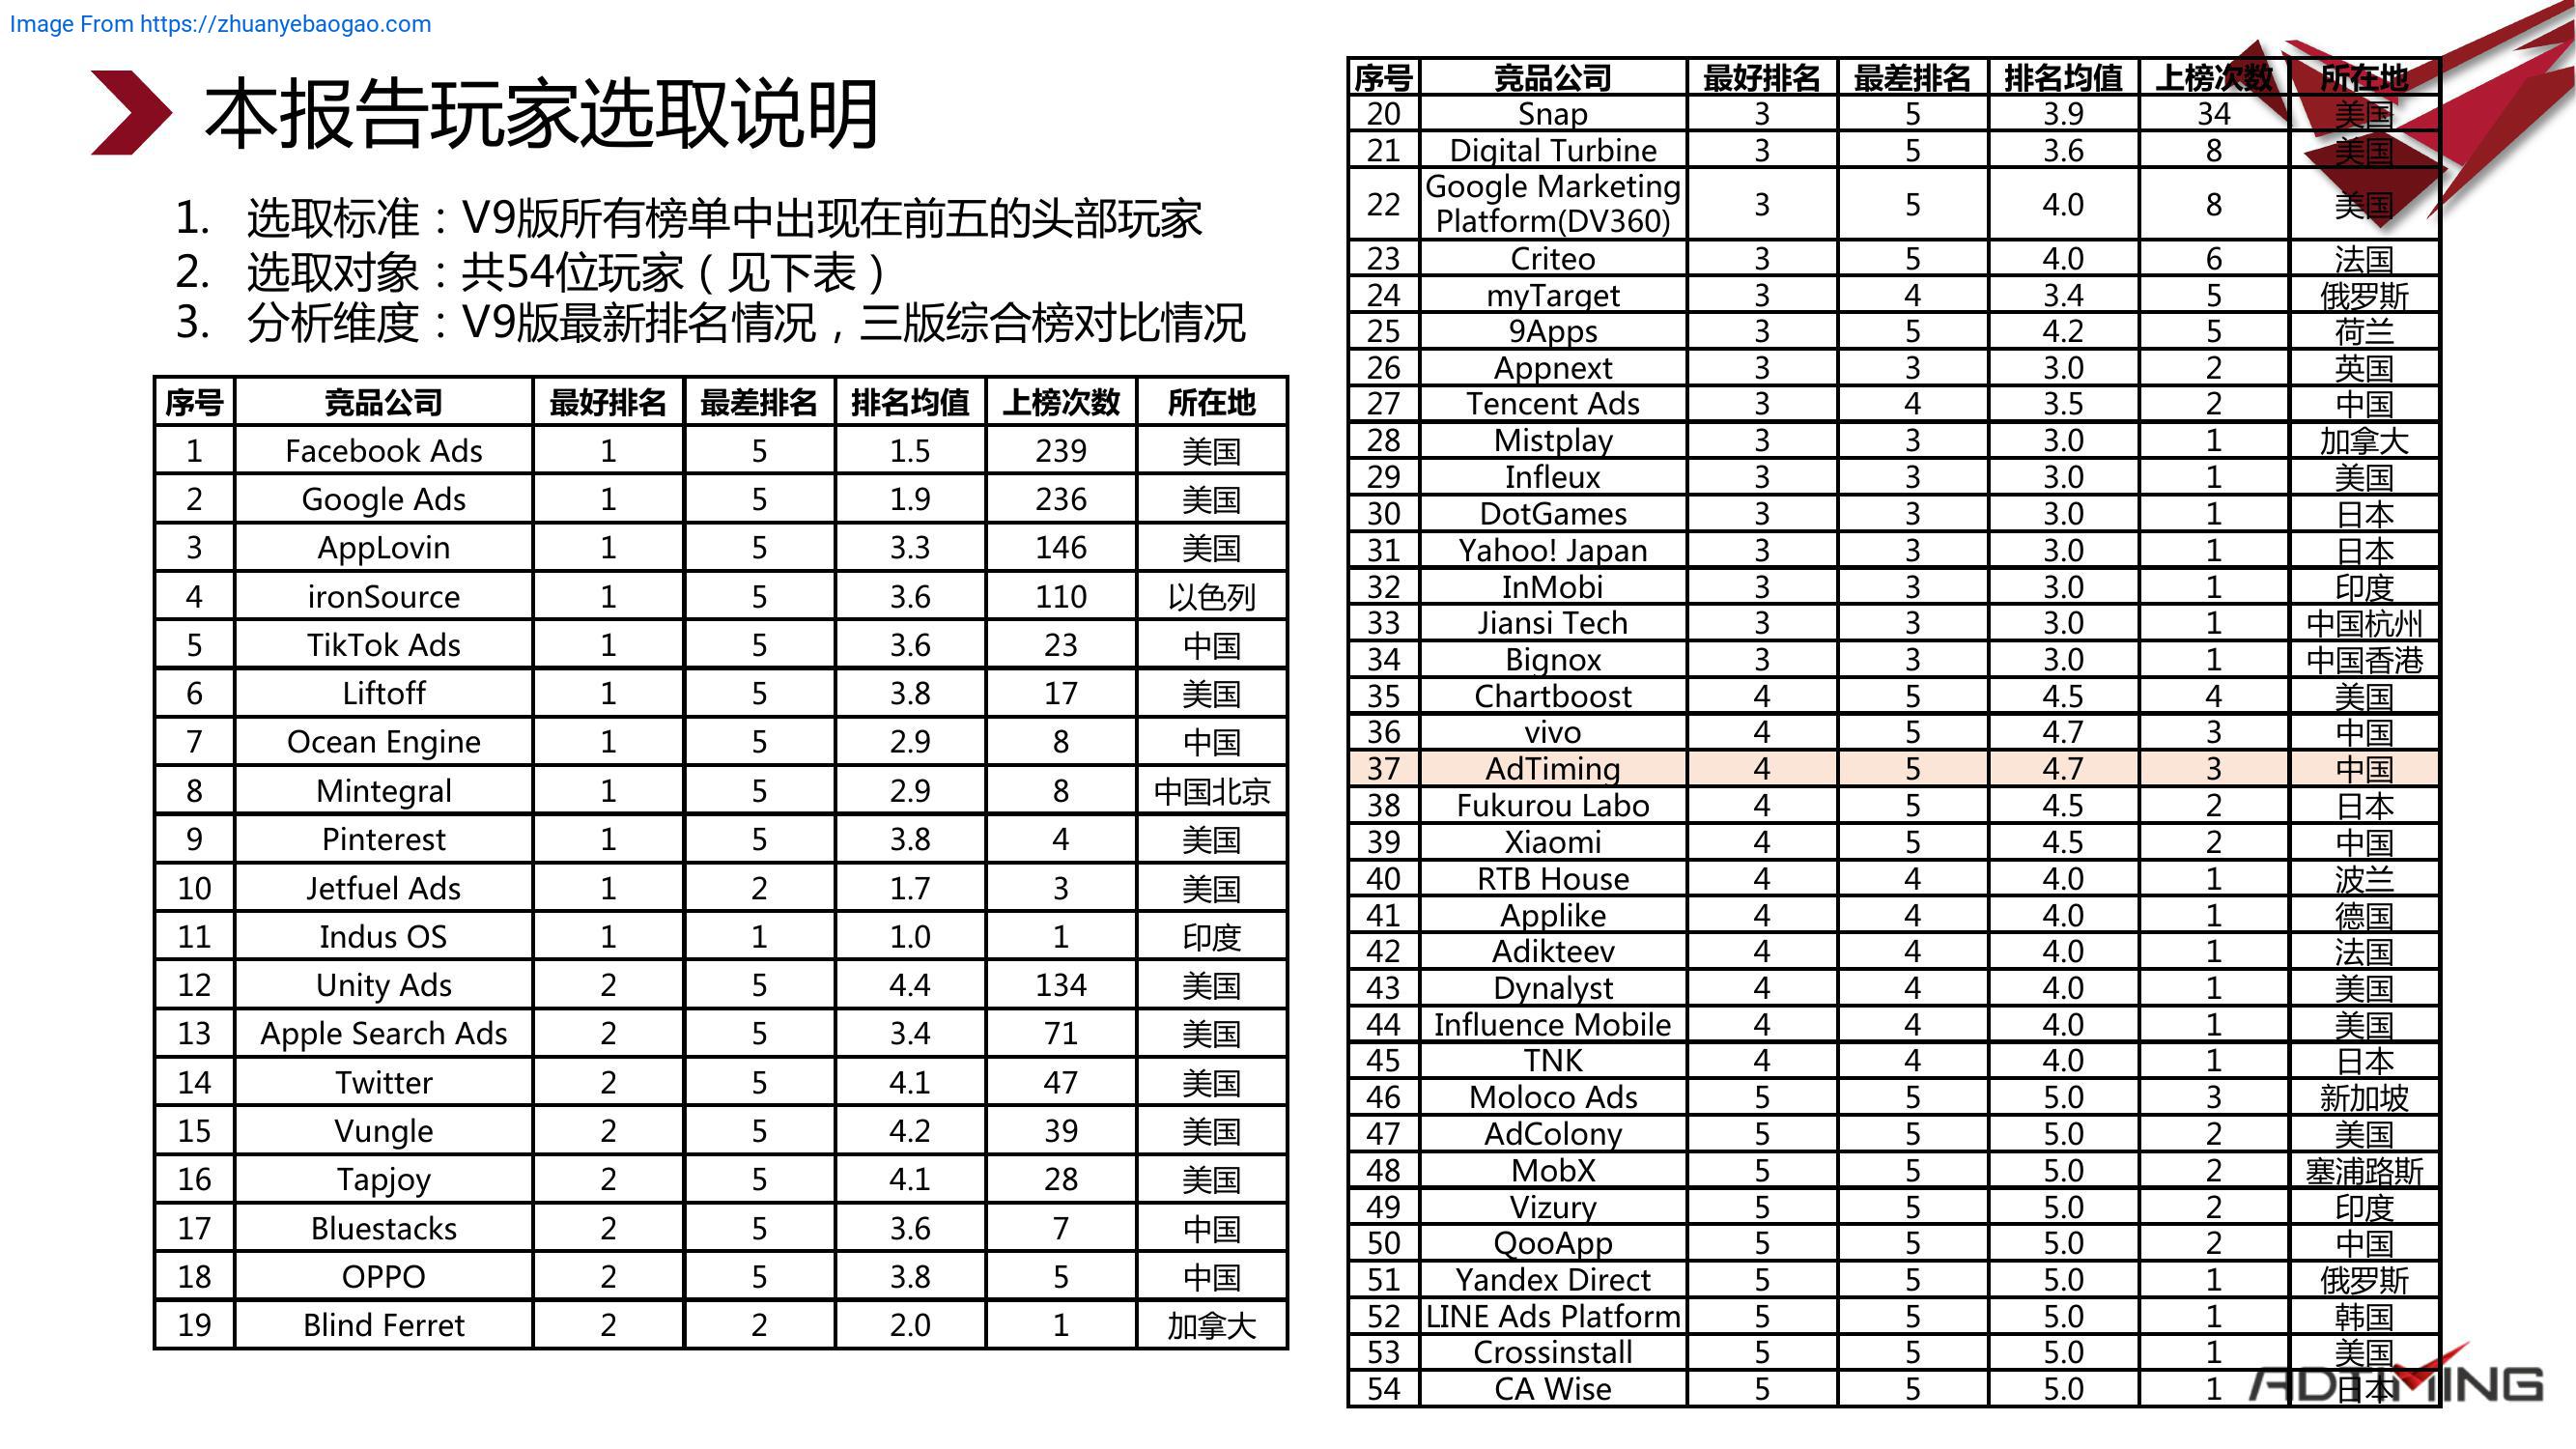 Image From https://zhuanyebaogao.com
本报告玩家选取说明
1. 选取标准：V9版所有榜单中出现在前五的头部玩家
2. 选取对象：共54位玩家（见下表）
3. 分析维度：V9版最新排名情况，三版综合榜对比情况
序号 竞品公司 最好排名 最差排名 排名均值 上榜次数 所在地
1 Facebook Ads 1 5 1.5 239 美国
2 Google Ads 1 5 1.9 236 美国
3 AppLovin 1 5 3.3 146 美国
4 ironSource 1 5 3.6 110 以色列
5 TikTok Ads 1 5 3.6 23 中国
6 Liftoff 1 5 3.8 17 美国
7 Ocean Engine 1 5 2.9 8 中国
8 Mintegral 1 5 2.9 8 中国北京
9 Pinterest 1 5 3.8 4 美国
10 Jetfuel Ads 1 2 1.7 3 美国
11 Indus OS 1 1 1.0 1 印度
12 Unity Ads 2 5 4.4 134 美国
13 Apple Search Ads 2 5 3.4 71 美国
14 Twitter 2 5 4.1 47 美国
15 Vungle 2 5 4.2 39 美国
16 Tapjoy 2 5 4.1 28 美国
17 Bluestacks 2 5 3.6 7 中国
18 OPPO 2 5 3.8 5 中国
19 Blind Ferret 2 2 2.0 1 加拿大
序号 竞品公司 最好排名 最差排名 排名均值 上榜次数 所在地
20 Snap 3 5 3.9 34 美国
21 Digital Turbine 3 5 3.6 8 美国
22 Google Marketing
Platform(DV360) 3 5 4.0 8 美国
23 Criteo 3 5 4.0 6 法国
24 myTarget 3 4 3.4 5 俄罗斯
25 9Apps 3 5 4.2 5 荷兰
26 Appnext 3 3 3.0 2 英国
27 Tencent Ads 3 4 3.5 2 中国
28 Mistplay 3 3 3.0 1 加拿大
29 Infleux 3 3 3.0 1 美国
30 DotGames 3 3 3.0 1 日本
31 Yahoo! Japan 3 3 3.0 1 日本
32 InMobi 3 3 3.0 1 印度
33 Jiansi Tech 3 3 3.0 1 中国杭州
34 Bignox 3 3 3.0 1 中国香港
35 Chartboost 4 5 4.5 4 美国
36 vivo 4 5 4.7 3 中国
37 AdTiming 4 5 4.7 3 中国
38 Fukurou Labo 4 5 4.5 2 日本
39 Xiaomi 4 5 4.5 2 中国
40 RTB House 4 4 4.0 1 波兰
41 Applike 4 4 4.0 1 德国
42 Adikteev 4 4 4.0 1 法国
43 Dynalyst 4 4 4.0 1 美国
44 Influence Mobile 4 4 4.0 1 美国
45 TNK 4 4 4.0 1 日本
46 Moloco Ads 5 5 5.0 3 新加坡
47 AdColony 5 5 5.0 2 美国
48 MobX 5 5 5.0 2 塞浦路斯
49 Vizury 5 5 5.0 2 印度
50 QooApp 5 5 5.0 2 中国
51 Yandex Direct 5 5 5.0 1 俄罗斯
52 LINE Ads Platform 5 5 5.0 1 韩国
53 Crossinstall 5 5 5.0 1 美国
54 CA Wise 5 5 5.0 1 日本
ADTIMING